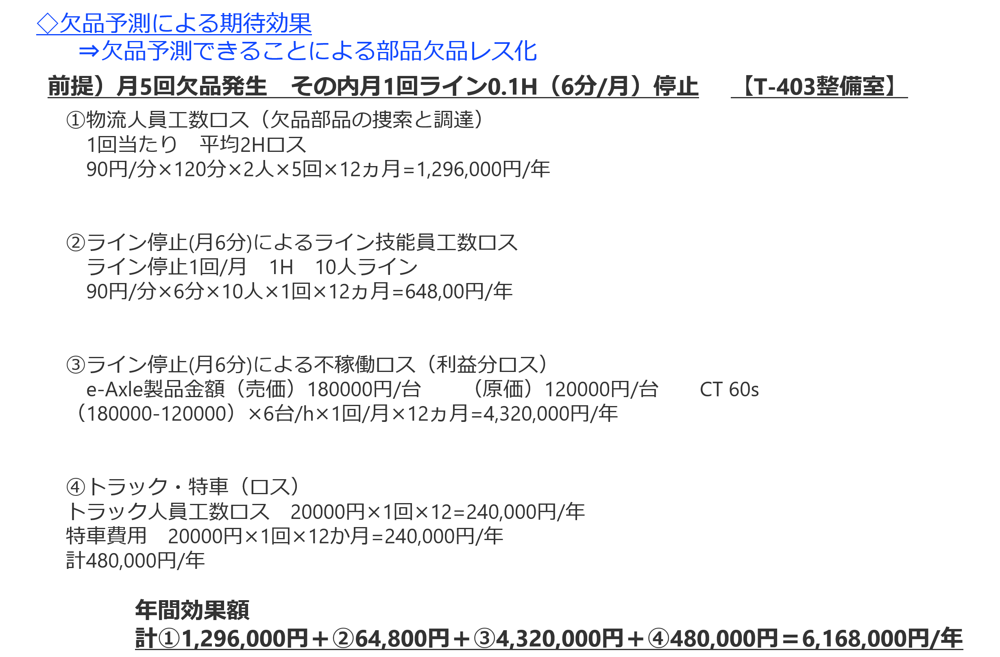 ◇欠品予測による期待効果
⇒欠品予測できることによる部品欠品レス化
前提）月5回欠品発生　その内月1回ライン0.1H（6分/月）停止　【T-403整備室】
①物流人員工数ロス（欠品部品の捜索と調達）
1回当たり　平均2Hロス
90円/分×120分×2人×5回×12ヵ月=1,296,000円/年
②ライン停止(月6分)によるライン技能員工数ロス
ライン停止1回/月　1H　10人ライン
90円/分×6分×10人×1回×12ヵ月=648,00円/年
③ライン停止(月6分)による不稼働ロス（利益分ロス）
e-Axle製品金額（売価）180000円/台　　（原価）120000円/台　　CT 60s
（180000-120000）×6台/h×1回/月×12ヵ月=4,320,000円/年
④トラック・特車（ロス）
トラック人員工数ロス　20000円×1回×12=240,000円/年
特車費用　20000円×1回×12か月=240,000円/年
計480,000円/年
年間効果額
計①1,296,000円＋②64,800円＋③4,320,000円＋④480,000円＝6,168,000円/年